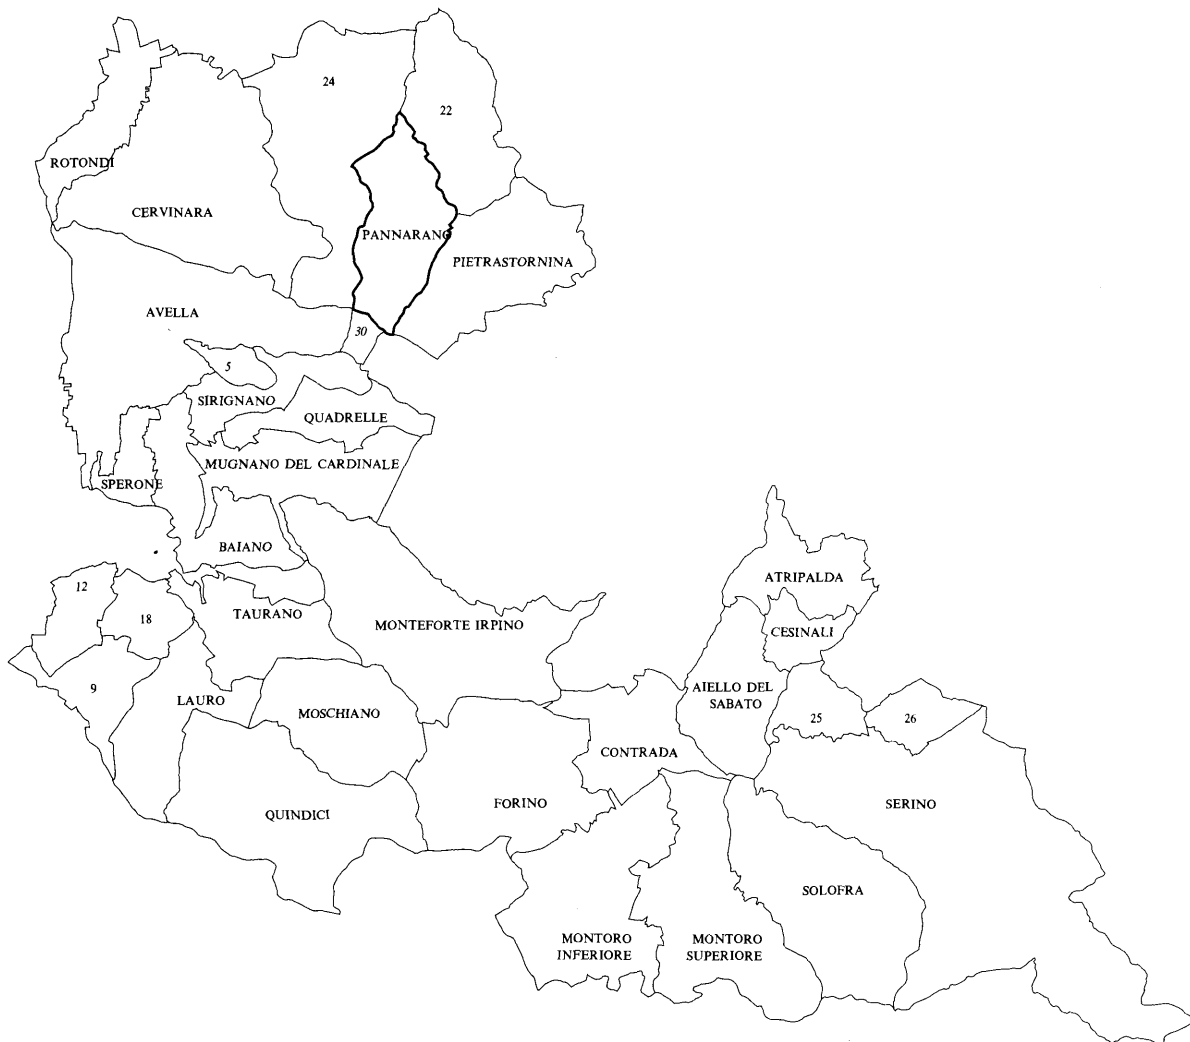 24
22
ROTONDI
CERVINARA
PANNARANO
PIETRASTORNINA
AVELLA
30
5
SIRIGNANO
QUADRELLE
MUGNANO DEL CARDINALE
SPERONE
BAIANO
ATRIPALDA
12
18
TAURANO
MONTEFORTE IRPINO
CESINALI
9
LAURO
MOSCHIANO
AIELLO DEL
SABATO
25
26
CONTRADA
QUINDICI
FORINO
SERINO
SOLOFRA
MONTORO
INFERIORE
MONTORO
SUPERIORE